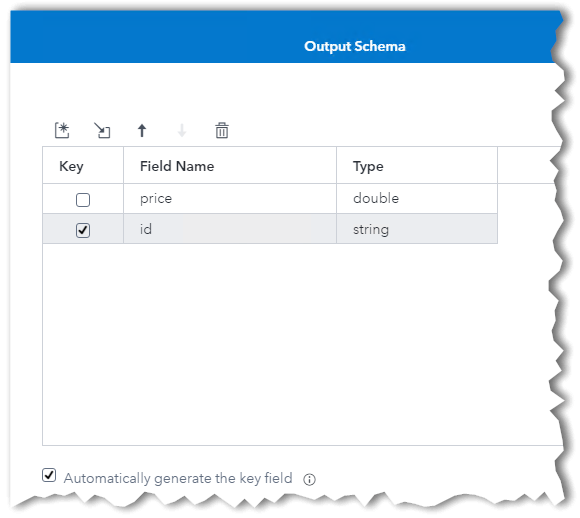 Output Schema
Key Field Name Type
price double
id string
Automatically generate the key field